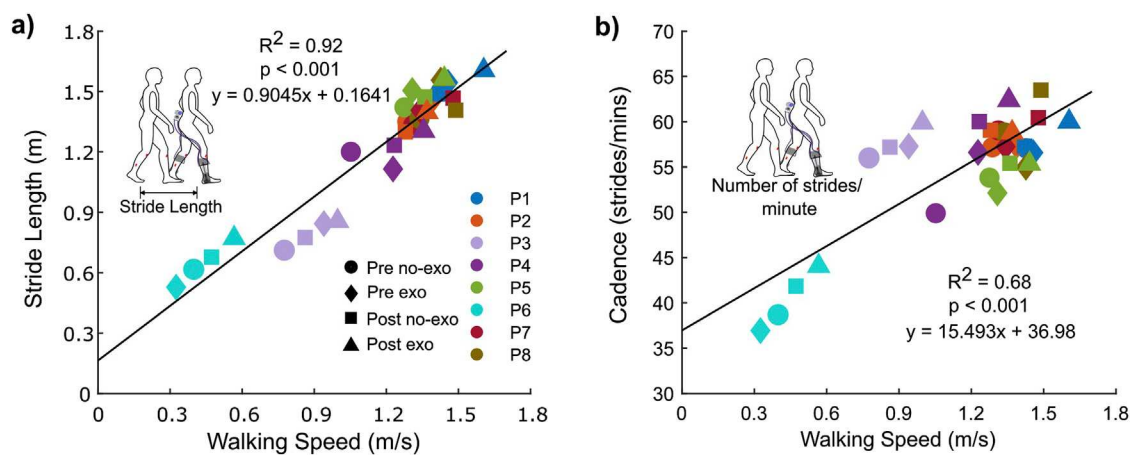 a)
R² = 0.92
p < 0.001
y = 0.9045x + 0.1641
Stride Length
Stride Length (m)
1.8
1.5
1.2
0.9
0.6
0.3
0
0
0.3
0.6
0.9
1.2
1.5
1.8
Walking Speed (m/s)
Pre no-exo
Pre exo
Post no-exo
Post exo
P1
P2
P3
P4
P5
P6
P7
P8
b)
Number of strides/
minute
R² = 0.68
p < 0.001
y = 15.493x + 36.98
Cadence (strides/mins)
70
65
60
55
50
45
40
35
30
0
0.3
0.6
0.9
1.2
1.5
1.8
Walking Speed (m/s)